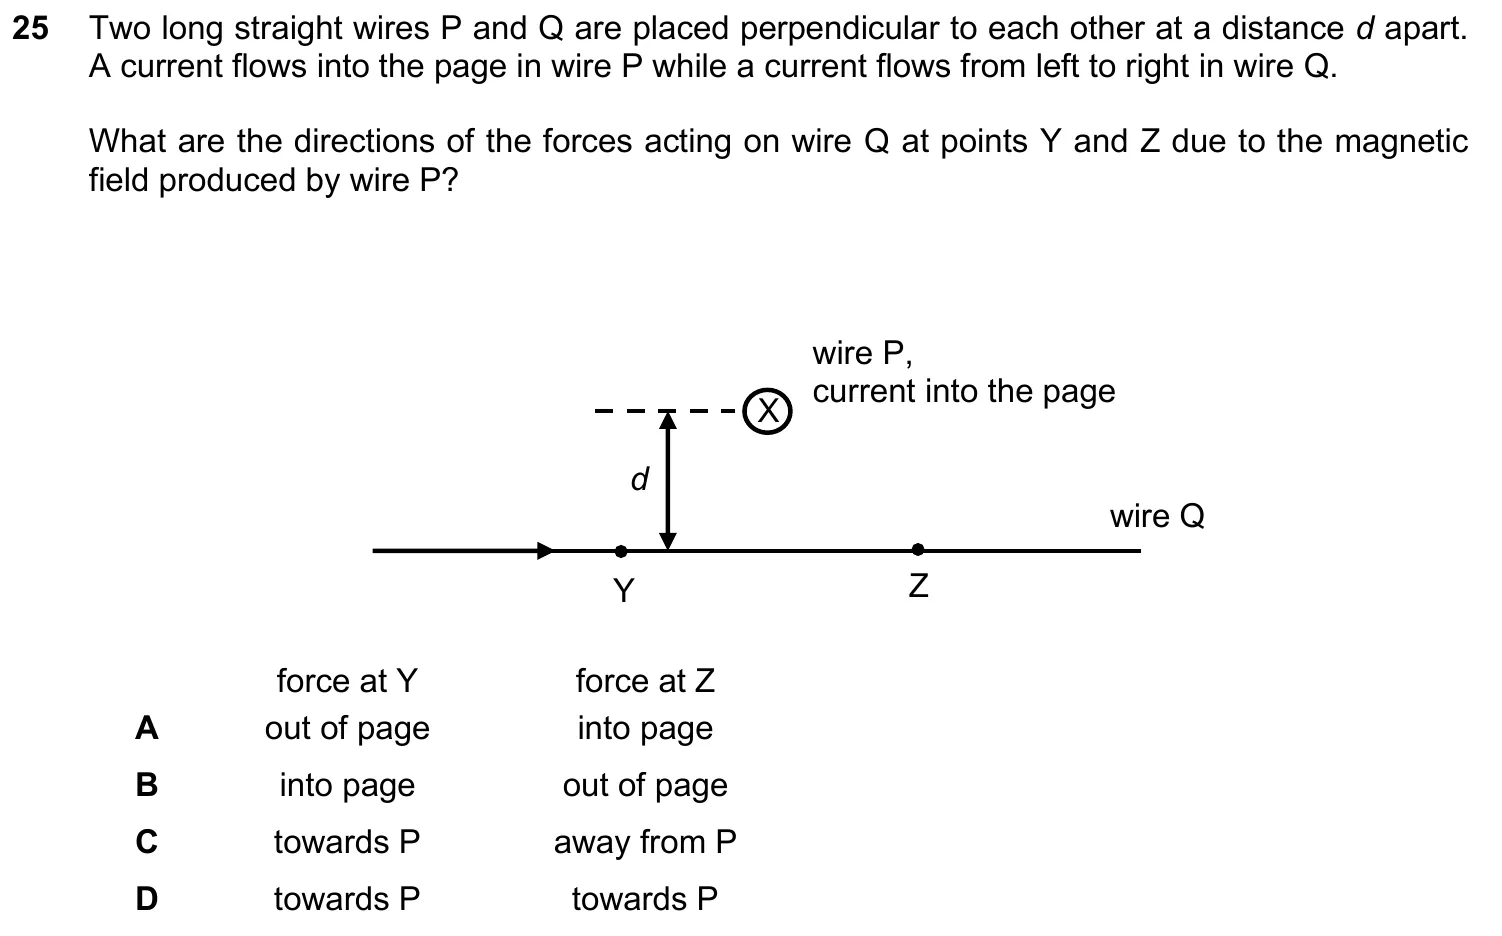 25 Two long straight wires P and Q are placed perpendicular to each other at a distance d apart.
A current flows into the page in wire P while a current flows from left to right in wire Q.
What are the directions of the forces acting on wire Q at points Y and Z due to the magnetic
field produced by wire P?
wire P,
current into the page
X
d
wire Q
Y
Z
force at Y force at Z
A out of page into page
B into page out of page
C towards P away from P
D towards P towards P